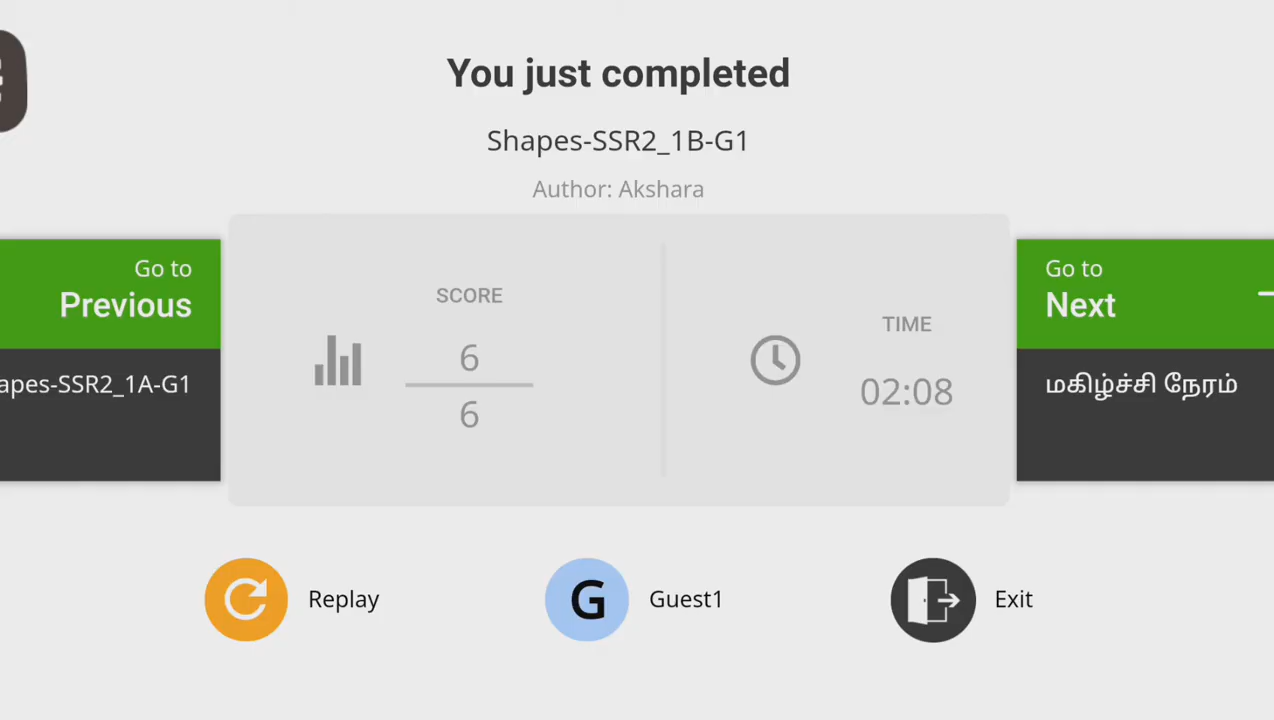 You just completed
Shapes-SSR2_1B-G1
Author: Akshara
Go to
Previous
apes-SSR2_1A-G1
SCORE
6
6
TIME
02:08
Go to
Next
மகிழ்ச்சி நேரம்
Replay
G
Guest1
Exit